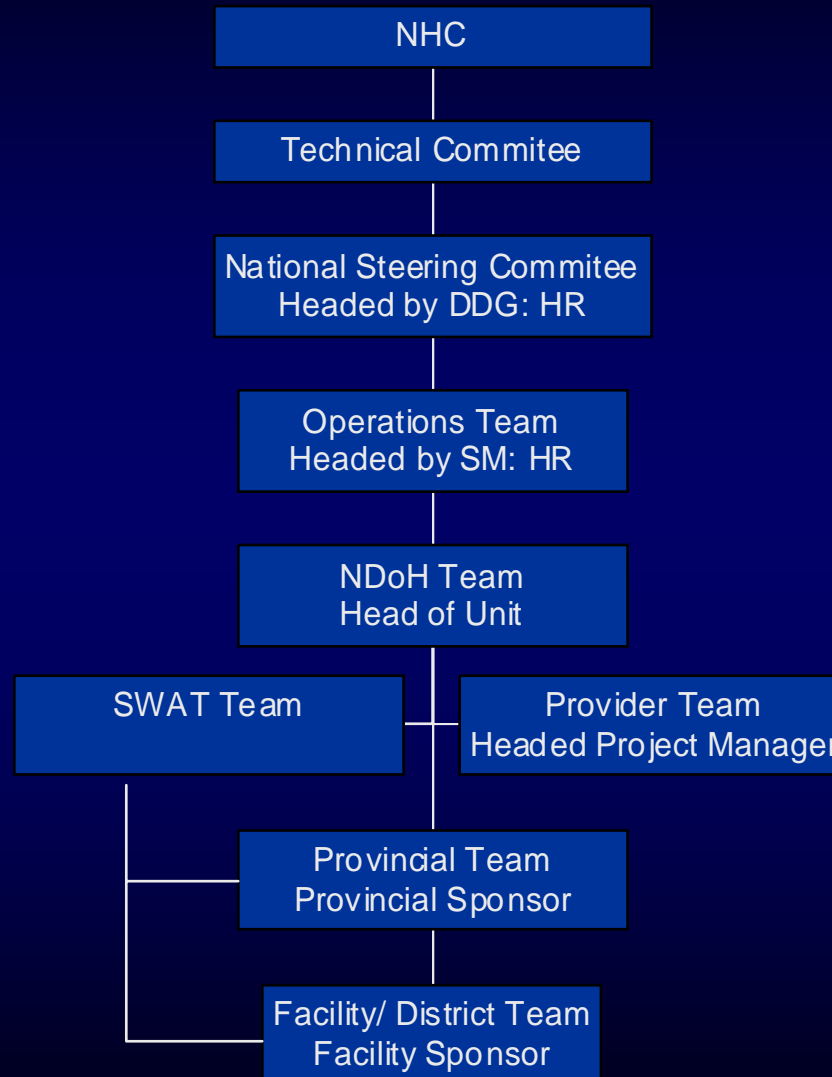 NHC
Technical Commitee
National Steering Commitee
Headed by DDG: HR
Operations Team
Headed by SM: HR
NDoH Team
Head of Unit
SWAT Team
Provider Team
Headed Project Manager
Provincial Team
Provincial Sponsor
Facility/ District Team
Facility Sponsor